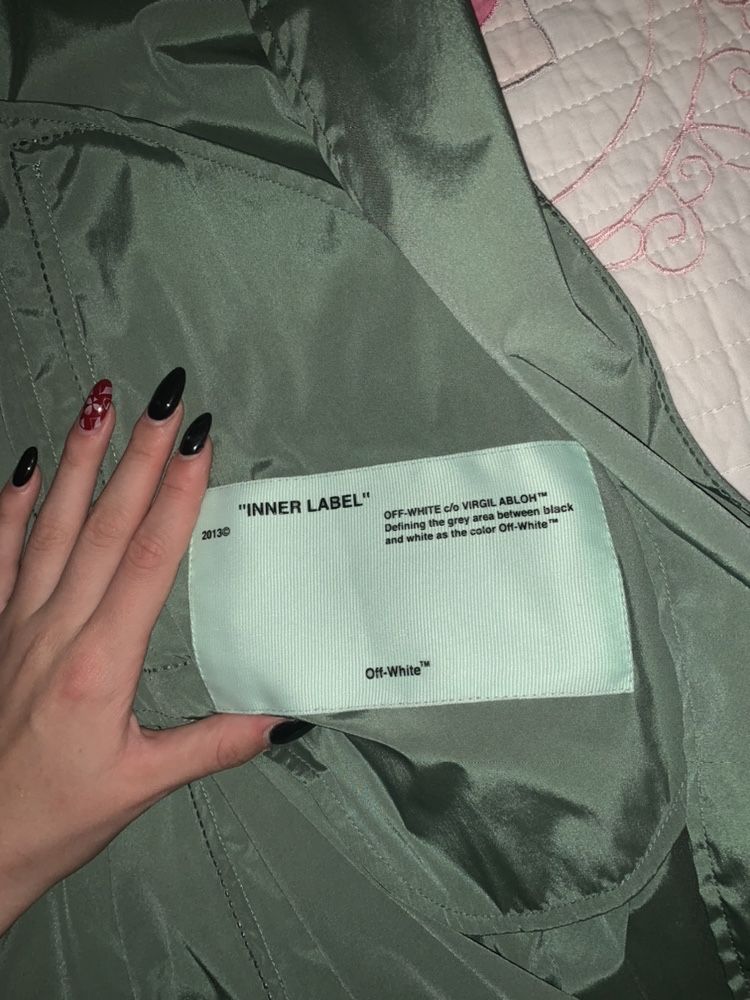 "INNER LABEL"
2013©
OFF-WHITE c/o VIRGIL ABLOH™
Defining the grey area between black
and white as the color Off-White™
Off-White™